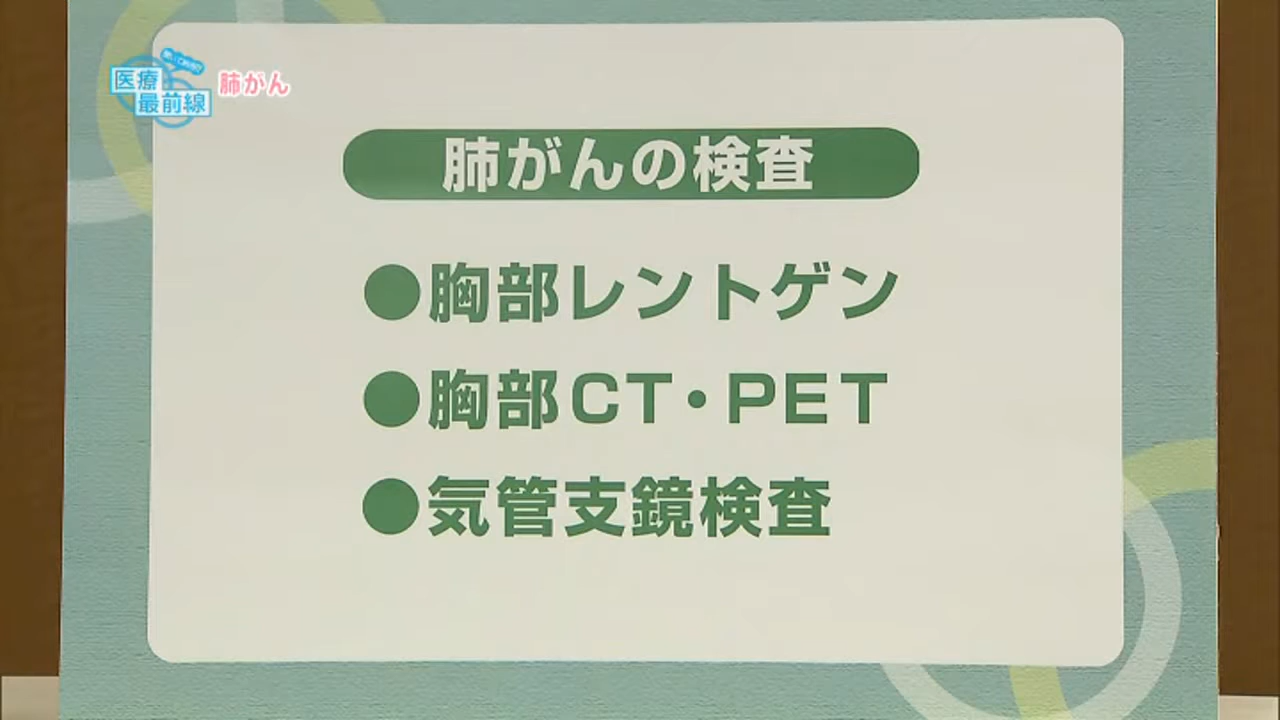 医療
最前線
肺がん
肺がんの検査
●胸部レントゲン
●胸部CT・PET
●気管支鏡検査